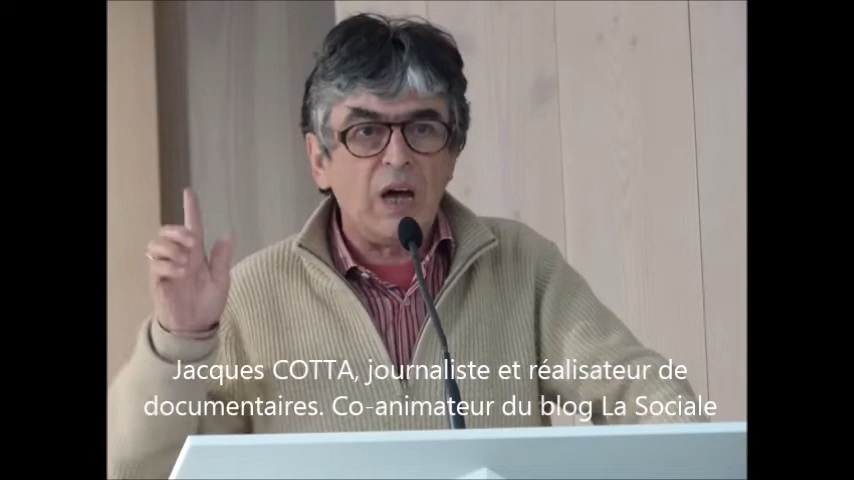 Jacques COTTA, journaliste et réalisateur de
documentaires. Co-animateur du blog La Sociale